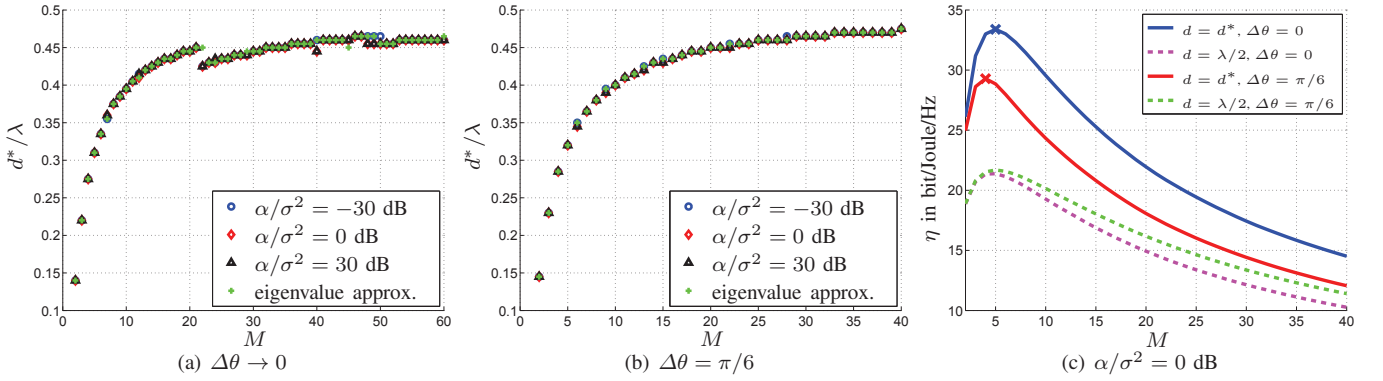 0.5
0.45
0.4
0.35
0.3
0.25
0.2
0.15
0.1
0 10 20 30 40 50 60
d*/λ
M
α/σ² = −30 dB
α/σ² = 0 dB
α/σ² = 30 dB
eigenvalue approx.
(a) Δθ → 0
0.5
0.45
0.4
0.35
0.3
0.25
0.2
0.15
0.1
0 5 10 15 20 25 30 35 40
d*/λ
M
α/σ² = −30 dB
α/σ² = 0 dB
α/σ² = 30 dB
eigenvalue approx.
(b) Δθ = π/6
35
30
25
20
15
10
5 10 15 20 25 30 35 40
η in bit/Joule/Hz
M
d = d*, Δθ = 0
d = λ/2, Δθ = 0
d = d*, Δθ = π/6
d = λ/2, Δθ = π/6
(c) α/σ² = 0 dB